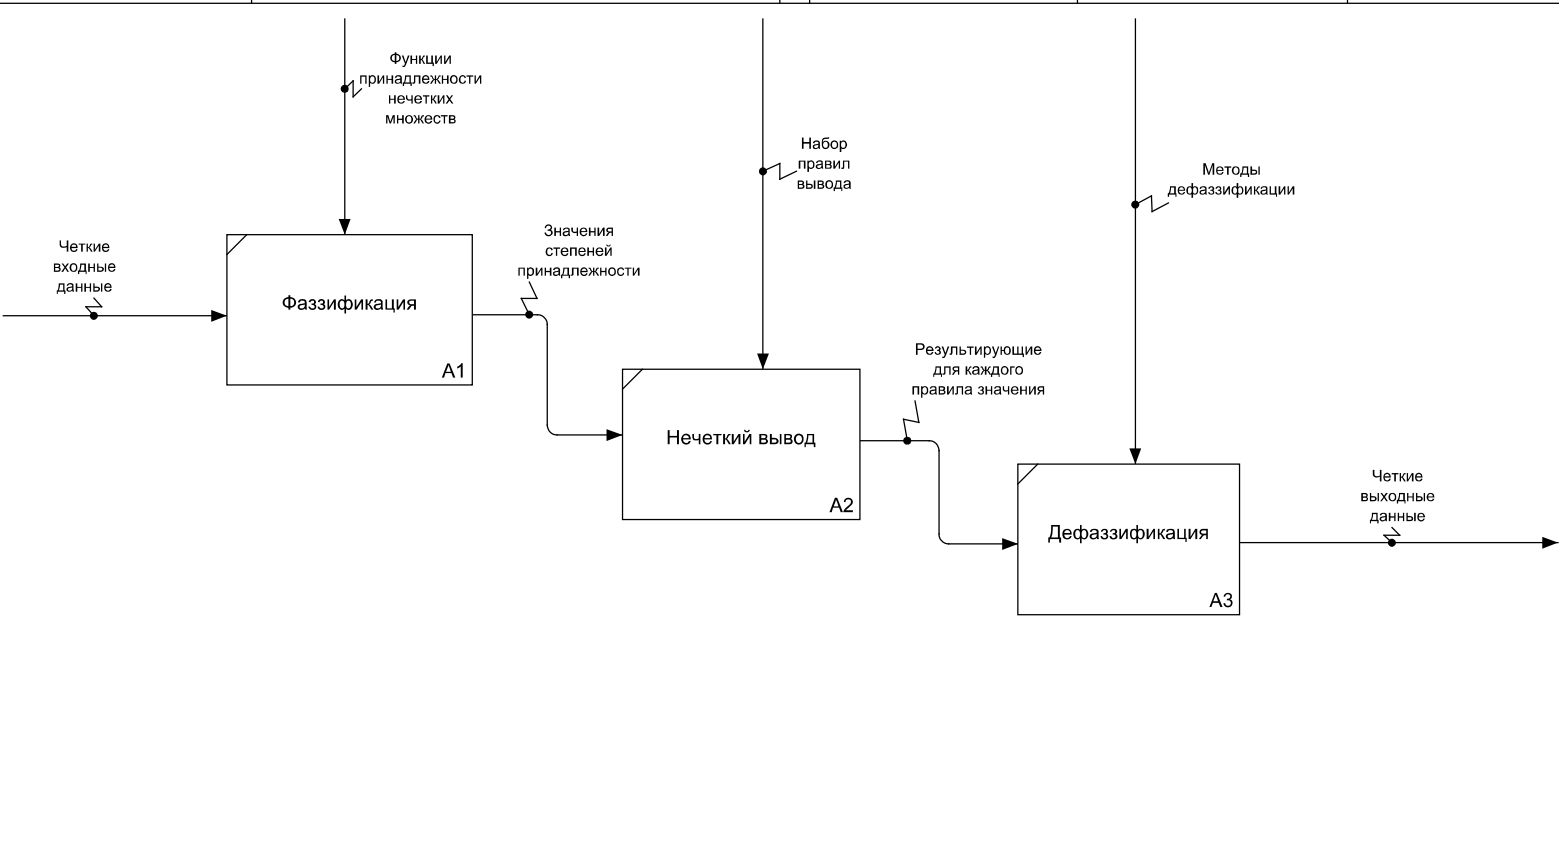 Функции
принадлежности
нечетких
множеств
Набор
правил
вывода
Методы
дефаззификации
Четкие
входные
данные
Фаззификация
A1
Значения
степеней
принадлежности
Нечеткий вывод
A2
Результирующие
для каждого
правила значения
Дефаззификация
A3
Четкие
выходные
данные